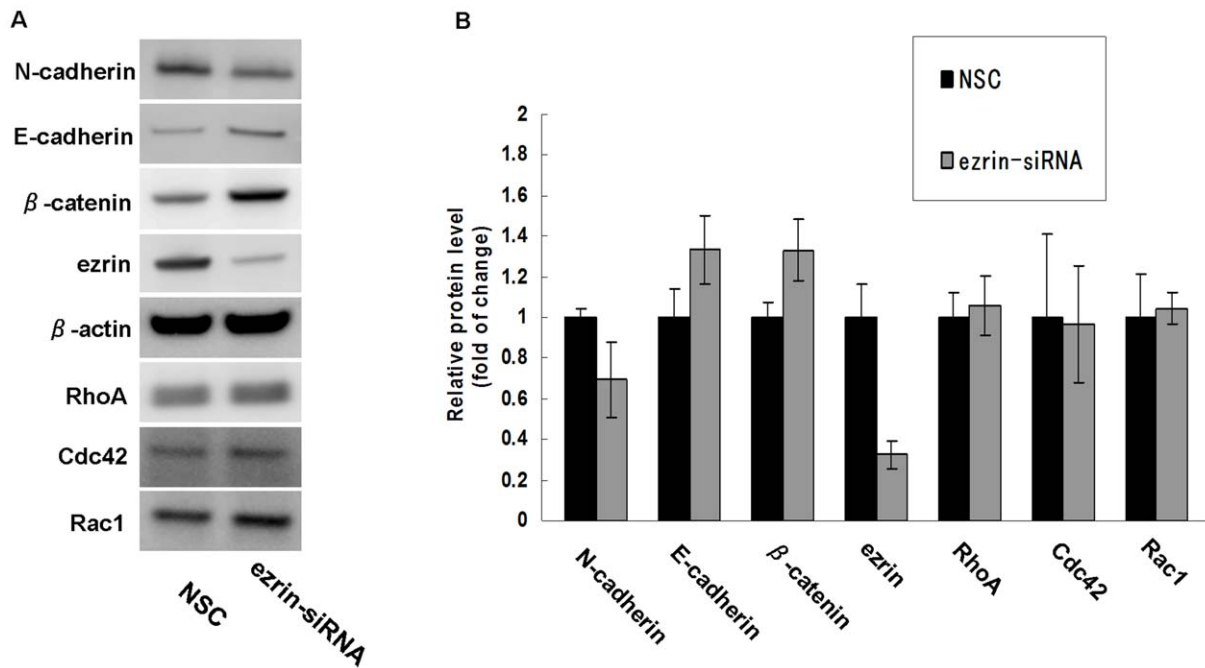 A
N-cadherin
E-cadherin
β-catenin
ezrin
β-actin
RhoA
Cdc42
Rac1
NSC
ezrin-siRNA
B
NSC
ezrin-siRNA
Relative protein level
(fold of change)
2
1.8
1.6
1.4
1.2
1
0.8
0.6
0.4
0.2
0
N-cadherin
E-cadherin
β-catenin
ezrin
RhoA
Cdc42
Rac1